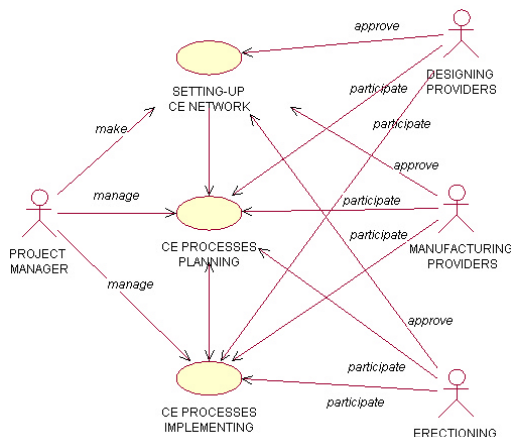 approve
DESIGNING
PROVIDERS
SETTING-UP
CE NETWORK
participate
participate
make
approve
manage
participate
PROJECT
MANAGER
CE PROCESSES
PLANNING
participate
MANUFACTURING
PROVIDERS
manage
approve
participate
participate
CE PROCESSES
IMPLEMENTING
ERECTIONING